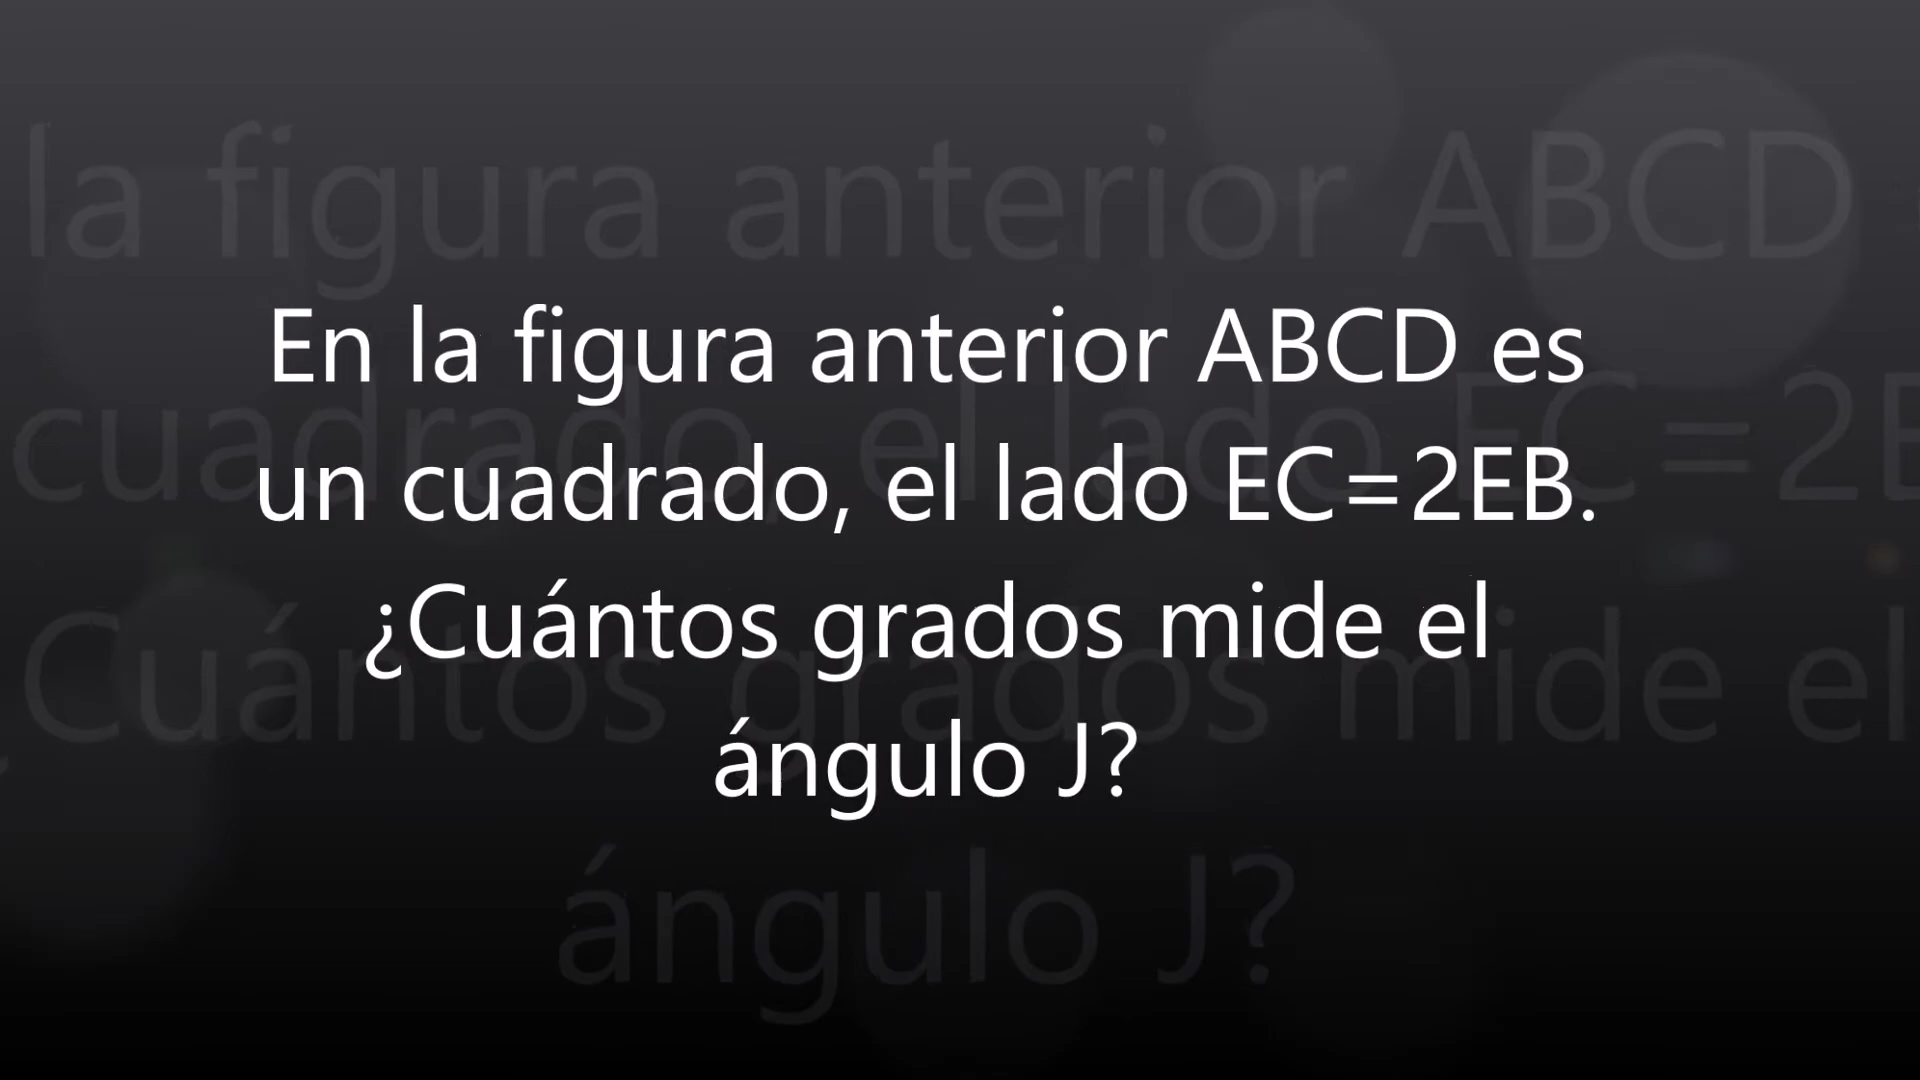 En la figura anterior ABCD es
un cuadrado, el lado EC=2EB.
¿Cuántos grados mide el
ángulo J?